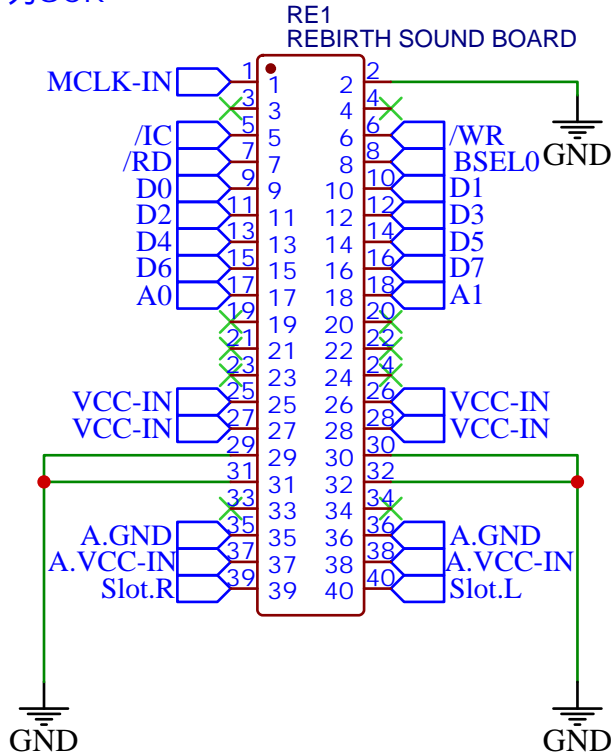 RE1
REBIRTH SOUND BOARD
MCLK-IN 1 1 2 2
3 3 4 4
/IC 5 5 6 6 /WR
/RD 7 7 8 8 BSEL0 GND
D0 9 9 10 10 D1
D2 11 11 12 12 D3
D4 13 13 14 14 D5
D6 15 15 16 16 D7
A0 17 17 18 18 A1
19 19 20 20
21 21 22 22
23 23 24 24
VCC-IN 25 25 26 26 VCC-IN
VCC-IN 27 27 28 28 VCC-IN
29 29 30 30
31 31 32 32
33 33 34 34
A.GND 35 35 36 36 A.GND
A.VCC-IN 37 37 38 38 A.VCC-IN
Slot.R 39 39 40 40 Slot.L
GND GND